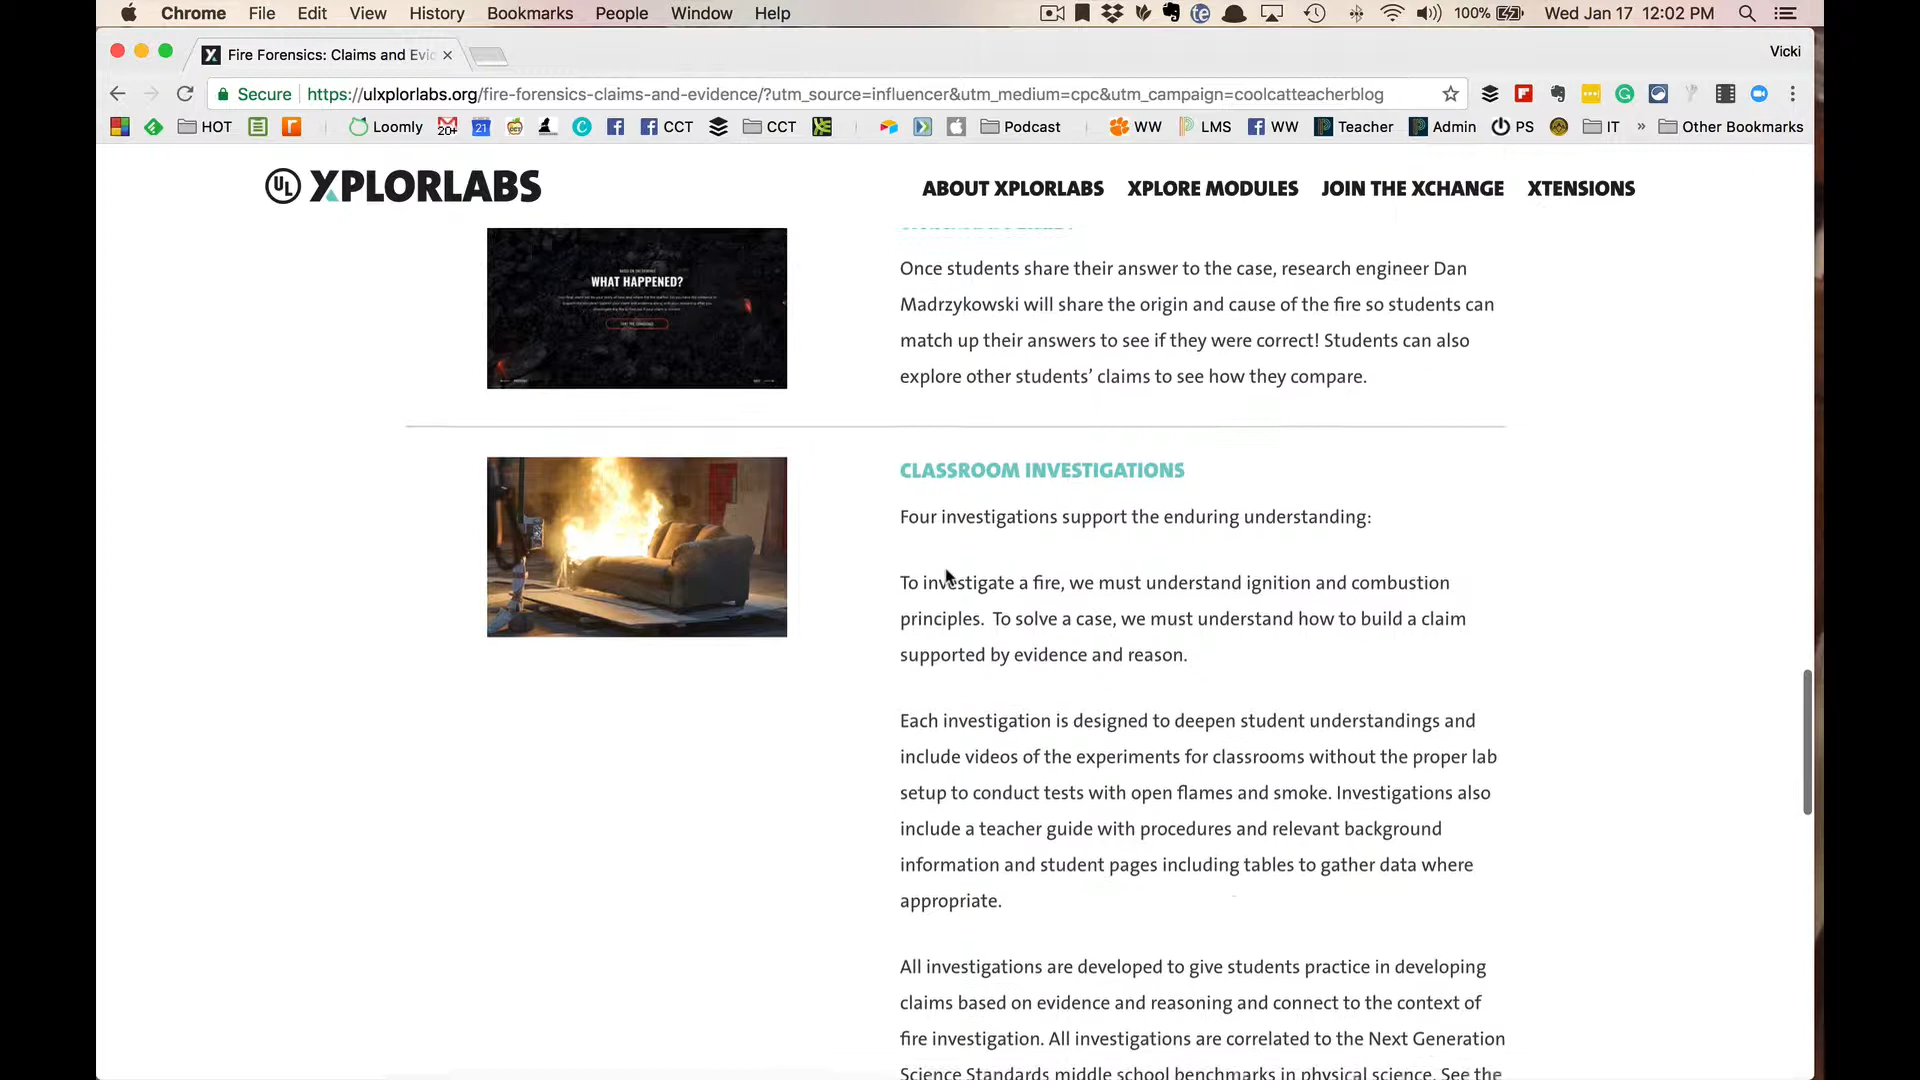 Chrome File Edit View History Bookmarks People Window Help 100% Wed Jan 17 12:02 PM
Fire Forensics: Claims and Evi
Vicki
Secure https://ulxplorlabs.org/fire-forensics-claims-and-evidence/?utm_source=influencer&utm_medium=cpc&utm_campaign=coolcatteacherblog
HOT Loomly 20+ 21 CCT CCT Podcast WW LMS WW Teacher Admin PS IT » Other Bookmarks
UL XPLORLABS ABOUT XPLORLABS XPLORE MODULES JOIN THE XCHANGE XTENSIONS
WHAT HAPPENED?
Once students share their answer to the case, research engineer Dan
Madrzykowski will share the origin and cause of the fire so students can
match up their answers to see if they were correct! Students can also
explore other students’ claims to see how they compare.
CLASSROOM INVESTIGATIONS
Four investigations support the enduring understanding:
To investigate a fire, we must understand ignition and combustion
principles. To solve a case, we must understand how to build a claim
supported by evidence and reason.
Each investigation is designed to deepen student understandings and
include videos of the experiments for classrooms without the proper lab
setup to conduct tests with open flames and smoke. Investigations also
include a teacher guide with procedures and relevant background
information and student pages including tables to gather data where
appropriate.
All investigations are developed to give students practice in developing
claims based on evidence and reasoning and connect to the context of
fire investigation. All investigations are correlated to the Next Generation
Science Standards middle school benchmarks in physical science. See the